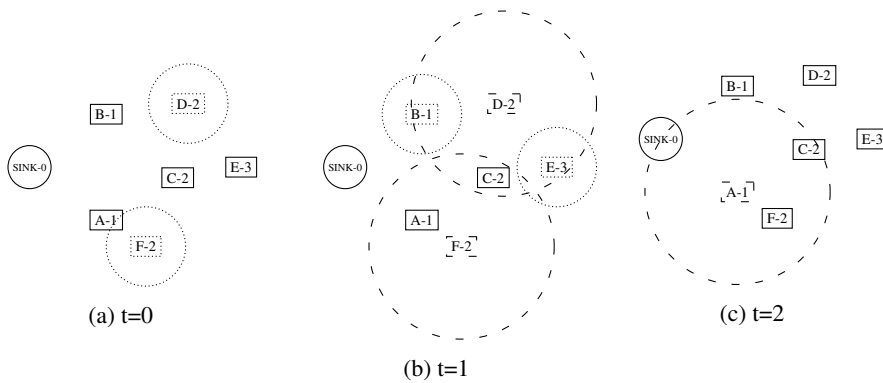 D-2
B-1
SINK-0
C-2
E-3
A-1
F-2
(a) t=0
D-2
B-1
SINK-0
C-2
E-3
A-1
F-2
(b) t=1
D-2
B-1
SINK-0
C-2
E-3
A-1
F-2
(c) t=2